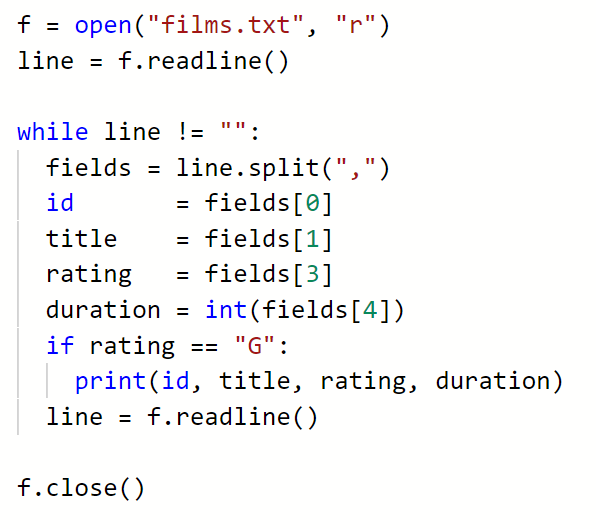 f = open("films.txt", "r")
line = f.readline()

while line != "":
  fields = line.split(",")
  id       = fields[0]
  title    = fields[1]
  rating   = fields[3]
  duration = int(fields[4])
  if rating == "G":
    print(id, title, rating, duration)
  line = f.readline()

f.close()